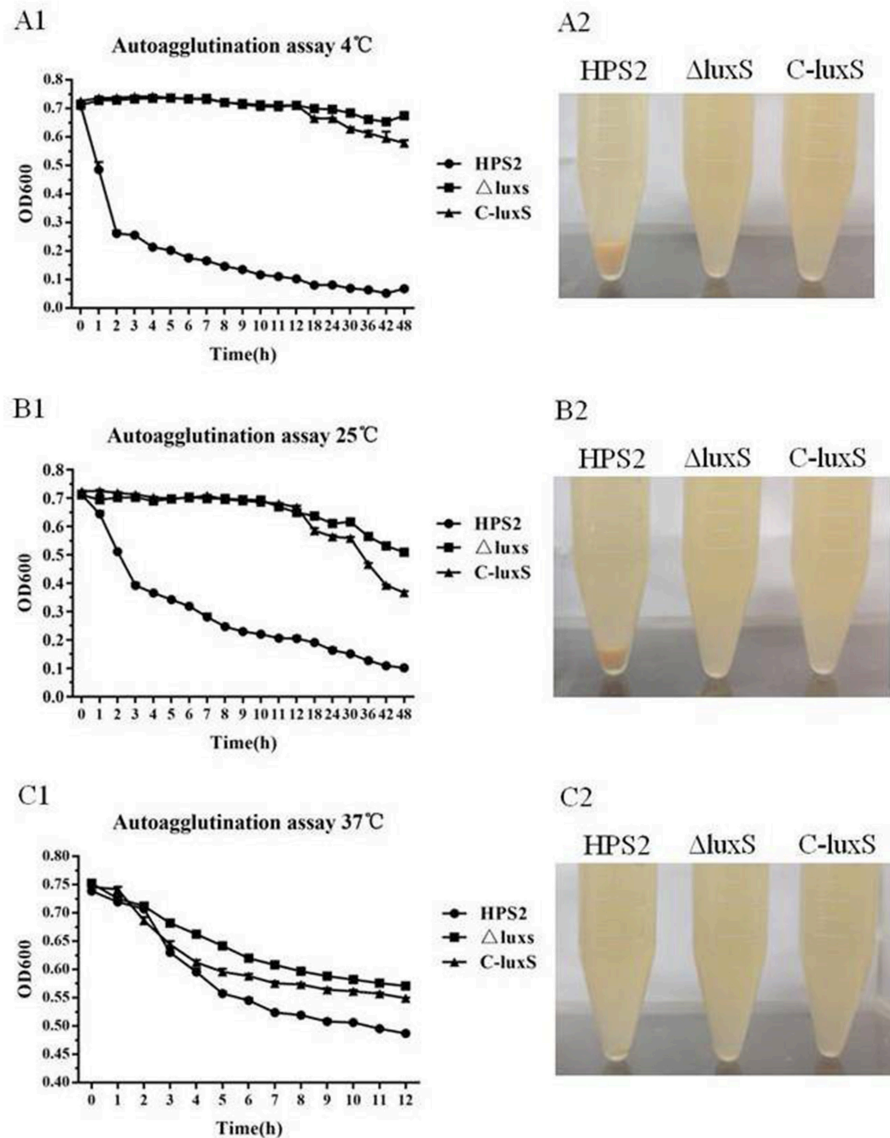 A1
Autoagglutination assay 4℃
OD600
0.8
0.7
0.6
0.5
0.4
0.3
0.2
0.1
0.0
0 1 2 3 4 5 6 7 8 9 10 11 12 18 24 30 36 42 48
Time(h)
HPS2
△luxs
C-luxS
A2
HPS2 ΔluxS C-luxS
B1
Autoagglutination assay 25℃
OD600
0.8
0.7
0.6
0.5
0.4
0.3
0.2
0.1
0.0
0 1 2 3 4 5 6 7 8 9 10 11 12 18 24 30 36 42 48
Time(h)
HPS2
△luxs
C-luxS
B2
HPS2 ΔluxS C-luxS
C1
Autoagglutination assay 37℃
OD600
0.80
0.75
0.70
0.65
0.60
0.55
0.50
0.45
0.40
0 1 2 3 4 5 6 7 8 9 10 11 12
Time(h)
HPS2
△luxs
C-luxS
C2
HPS2 ΔluxS C-luxS